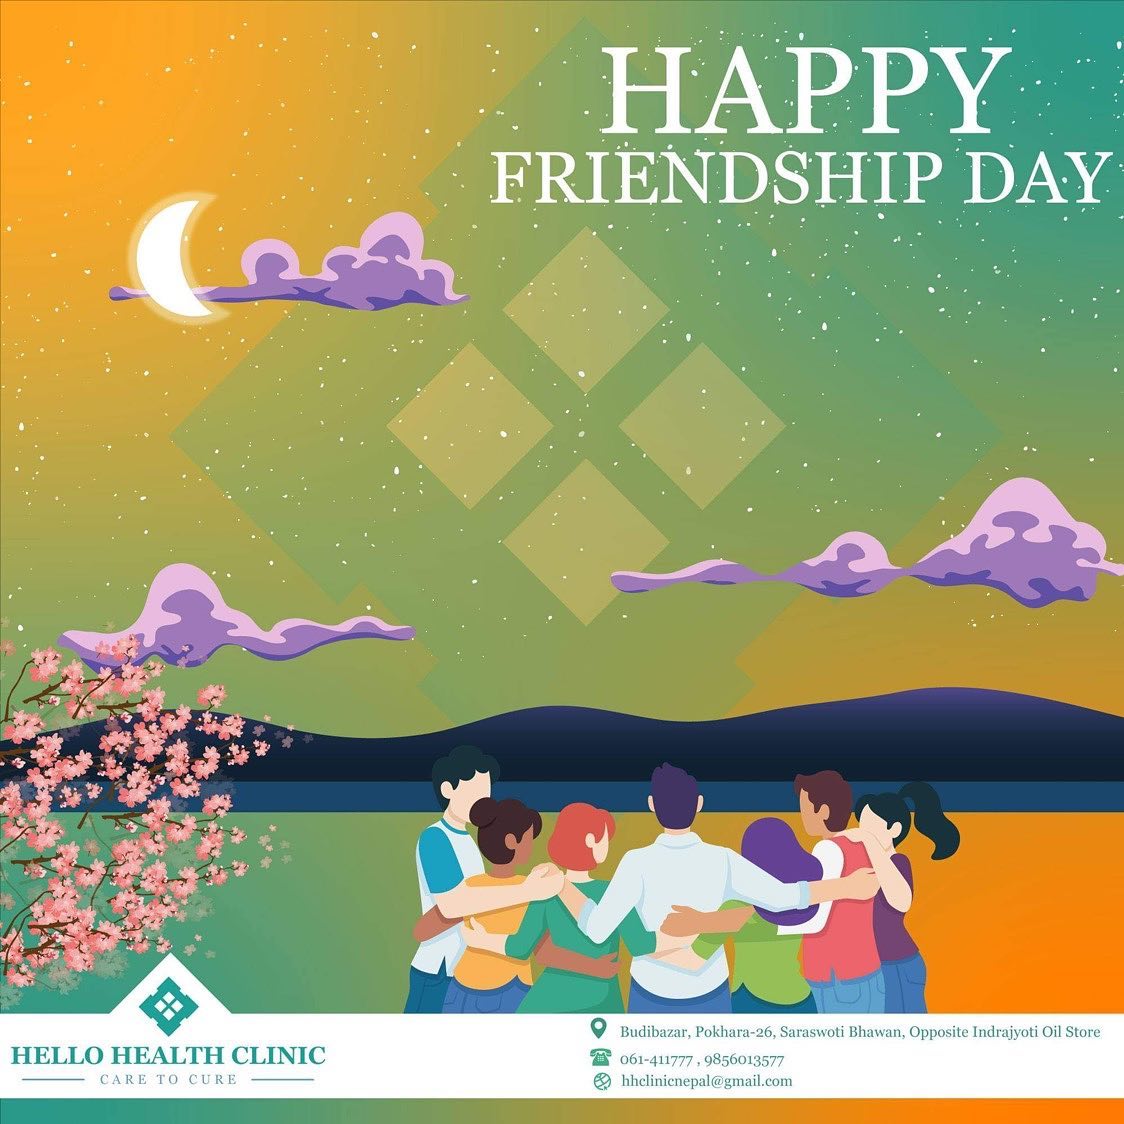 HAPPY
FRIENDSHIP DAY
HELLO HEALTH CLINIC
CARE TO CURE
Budibazar, Pokhara-26, Saraswoti Bhawan, Opposite Indrajyoti Oil Store
061-411777 , 9856013577
hhclinicnepal@gmail.com